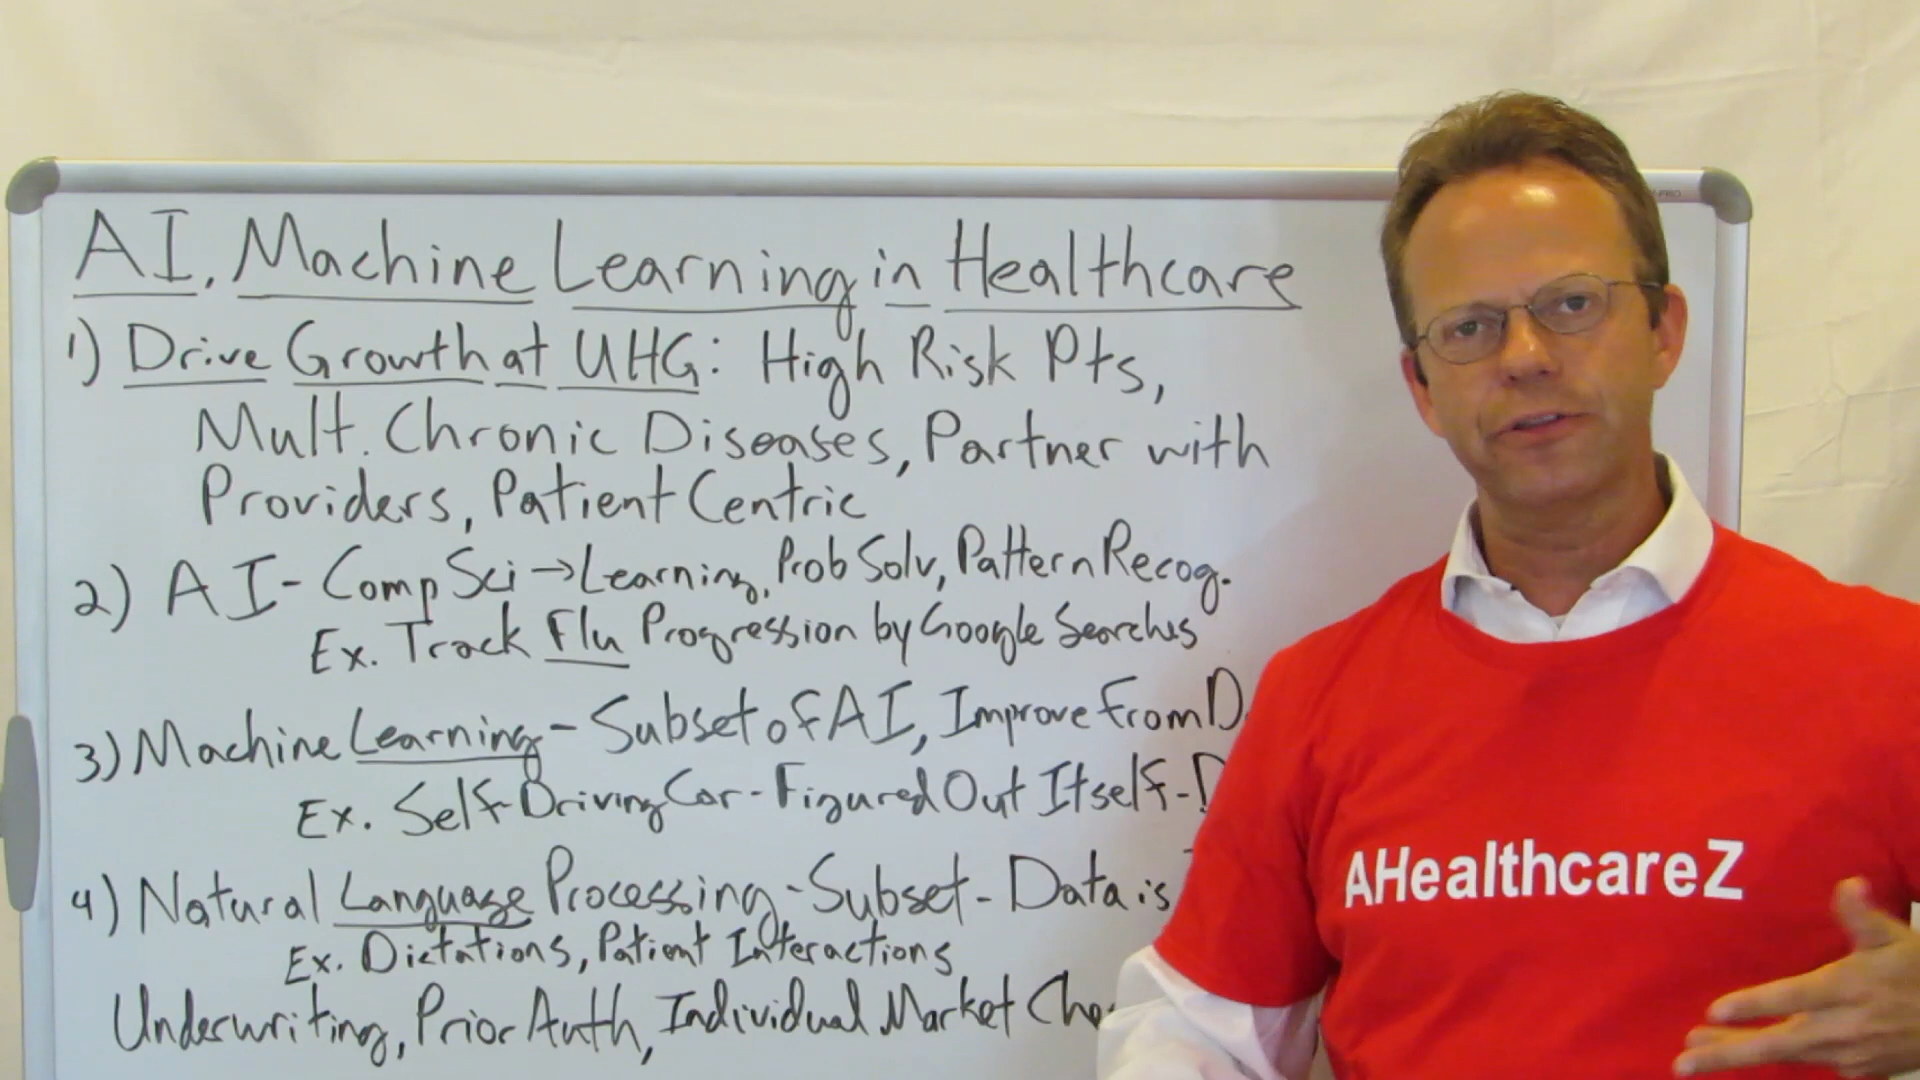 AI, Machine Learning in Healthcare
1) Drive Growth at UHG: High Risk Pts,
Mult. Chronic Diseases, Partner with
Providers, Patient Centric
2) AI - Comp Sci → Learning, Prob Solv, Pattern Recog.
Ex. Track Flu Progression by Google Searches
3) Machine Learning - Subset of AI, Improve From
Ex. Self-Driving Car - Figured Out Itself -
4) Natural Language Processing - Subset - Data is
Ex. Dictations, Patient Interactions
Underwriting, Prior Auth, Individual Market
AHealthcareZ